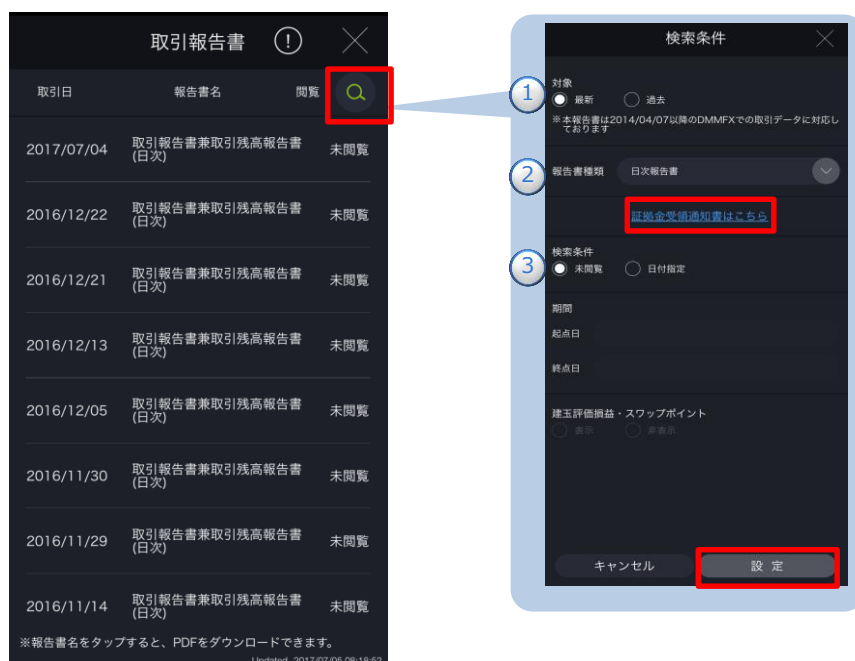 取引報告書
取引日 報告書名 閲覧
2017/07/04 取引報告書兼取引残高報告書 未閲覧
(日次)
2016/12/22 取引報告書兼取引残高報告書 未閲覧
(日次)
2016/12/21 取引報告書兼取引残高報告書 未閲覧
(日次)
2016/12/13 取引報告書兼取引残高報告書 未閲覧
(日次)
2016/12/05 取引報告書兼取引残高報告書 未閲覧
(日次)
2016/11/30 取引報告書兼取引残高報告書 未閲覧
(日次)
2016/11/29 取引報告書兼取引残高報告書 未閲覧
(日次)
2016/11/14 取引報告書兼取引残高報告書 未閲覧
(日次)
※報告書名をタップすると、PDFをダウンロードできます。
Updated 2017/07/05 08:18:52
検索条件
1
対象
最新 過去
※本報告書は2014/04/07以降のDMMFXでの取引データに対応し
ております
2
報告書種類 日次報告書
証拠金受領通知書はこちら
3
検索条件
未閲覧 日付指定
期間
起点日
終点日
建玉評価損益・スワップポイント
表示 非表示
キャンセル 設 定